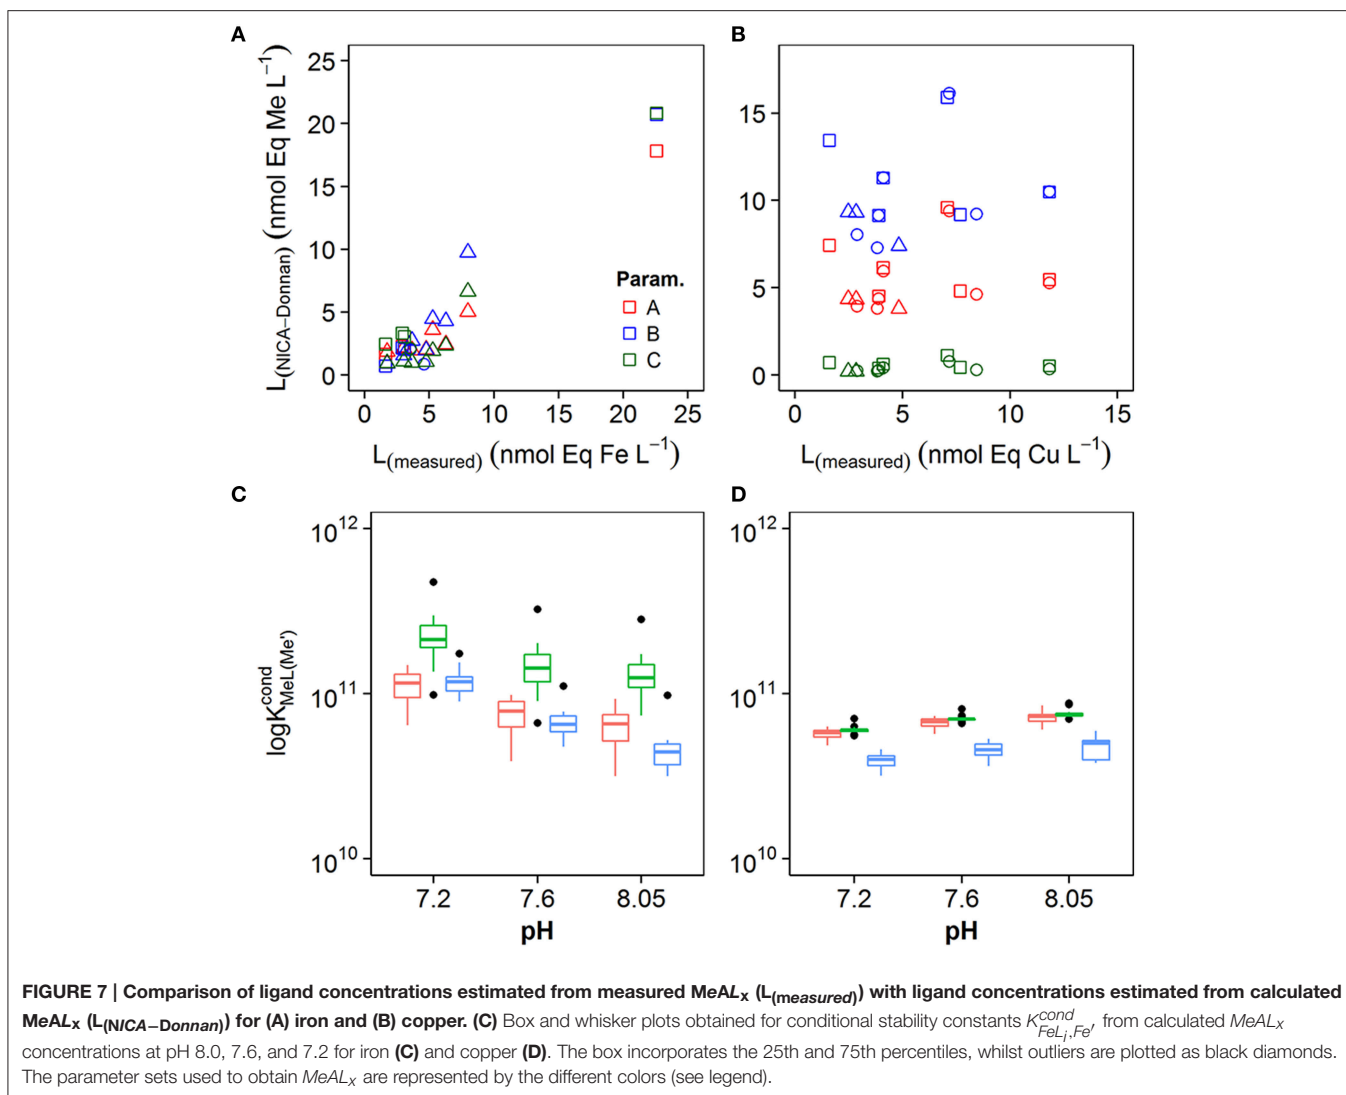 A
B
L(NICA–Donnan) (nmol Eq Me L−1)
25
20
15
10
5
0
0 5 10 15 20 25
L(measured) (nmol Eq Fe L−1)
Param.
A
B
C
15
10
5
0
0 5 10 15
L(measured) (nmol Eq Cu L−1)
C
D
logKcondMeL(Me')
10^12
10^11
10^10
7.2 7.6 8.05
pH
10^12
10^11
10^10
7.2 7.6 8.05
pH
FIGURE 7 | Comparison of ligand concentrations estimated from measured MeALx (L(measured)) with ligand concentrations estimated from calculated
MeALx (L(NICA−Donnan)) for (A) iron and (B) copper. (C) Box and whisker plots obtained for conditional stability constants KcondFeLi,Fe′ from calculated MeALx
concentrations at pH 8.0, 7.6, and 7.2 for iron (C) and copper (D). The box incorporates the 25th and 75th percentiles, whilst outliers are plotted as black diamonds.
The parameter sets used to obtain MeALx are represented by the different colors (see legend).